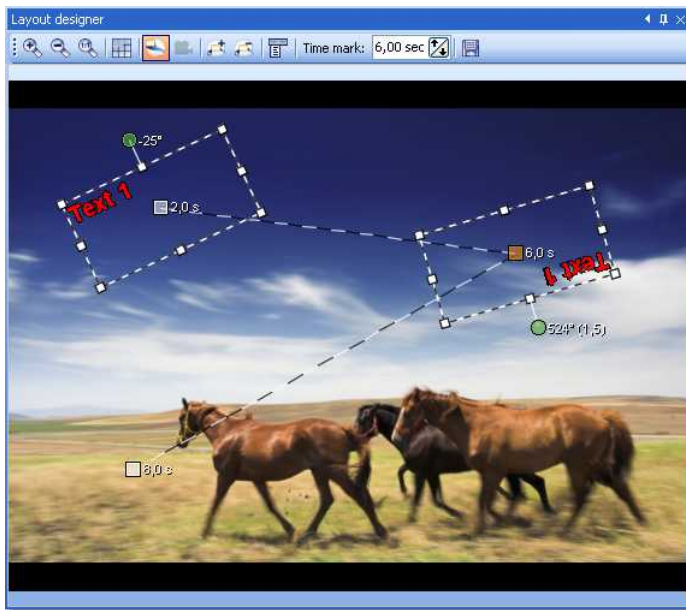 Layout designer
Time mark: 6,00 sec
-25°
Text 1
2,0 s
6,0 s
Text 1
524° (1,5)
8,0 s